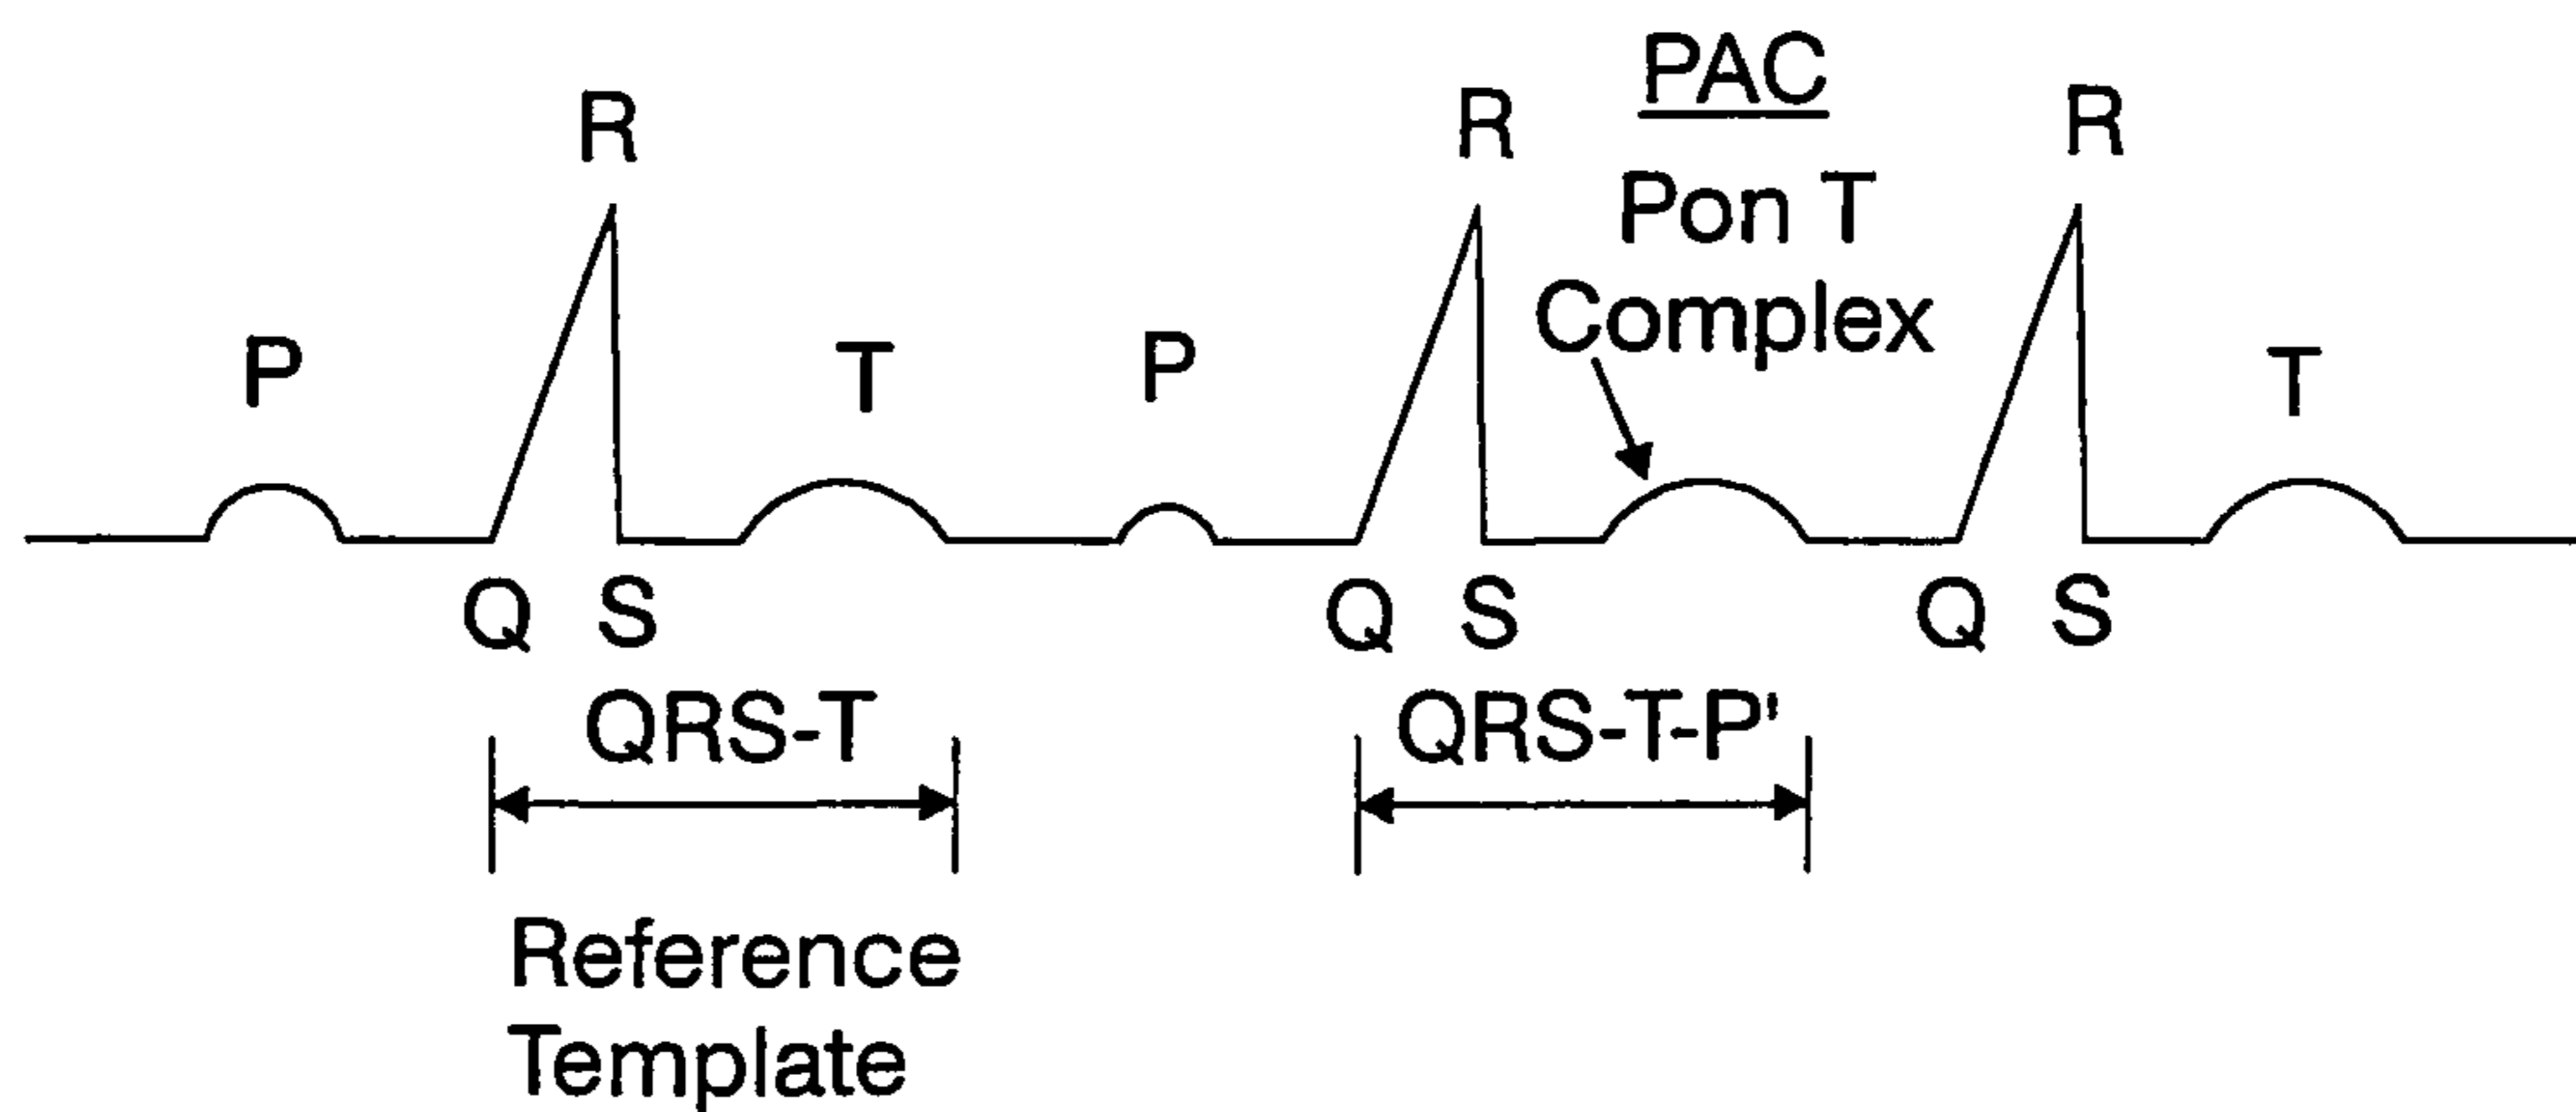 PAC
R
R
Pon T
R
Complex
P
T
P
T
Q S
Q S
Q S
QRS-T
QRS-T-P'
Reference
Template